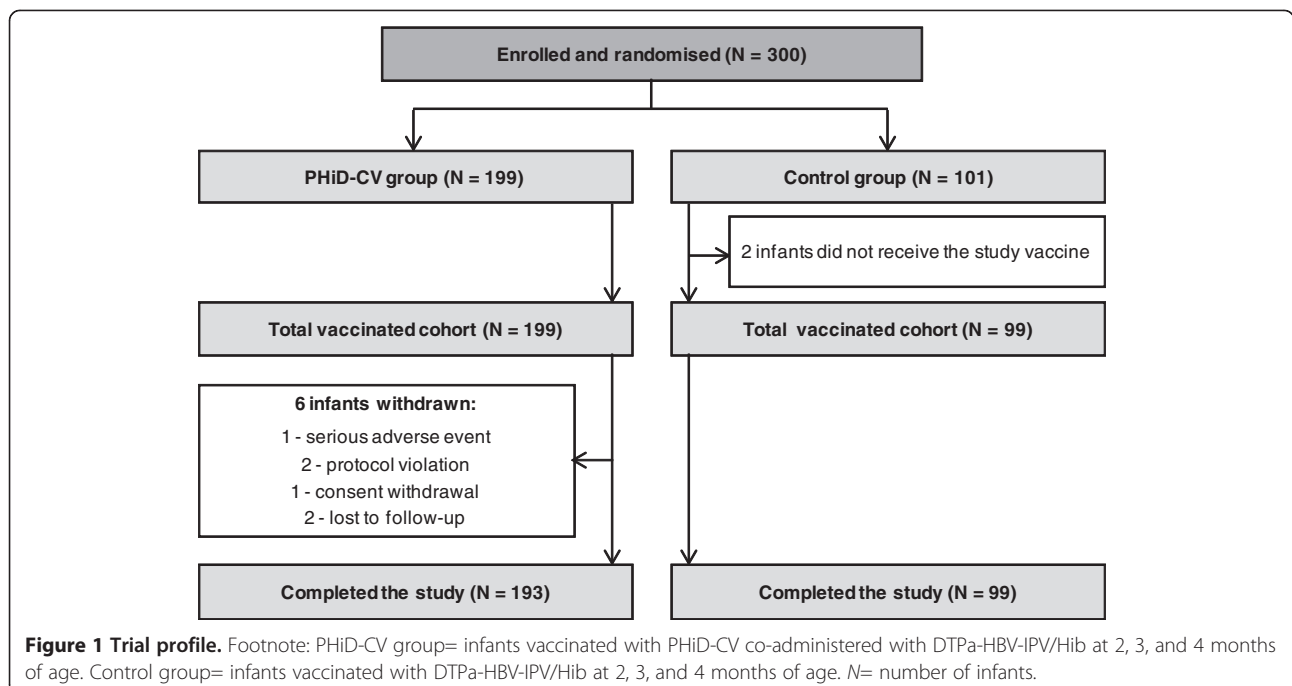 Enrolled and randomised (N = 300)
PHiD-CV group (N = 199)
Control group (N = 101)
2 infants did not receive the study vaccine
Total vaccinated cohort (N = 199)
Total vaccinated cohort (N = 99)
6 infants withdrawn:
1 - serious adverse event
2 - protocol violation
1 - consent withdrawal
2 - lost to follow-up
Completed the study (N = 193)
Completed the study (N = 99)
Figure 1 Trial profile. Footnote: PHiD-CV group= infants vaccinated with PHiD-CV co-administered with DTPa-HBV-IPV/Hib at 2, 3, and 4 months
of age. Control group= infants vaccinated with DTPa-HBV-IPV/Hib at 2, 3, and 4 months of age. N= number of infants.